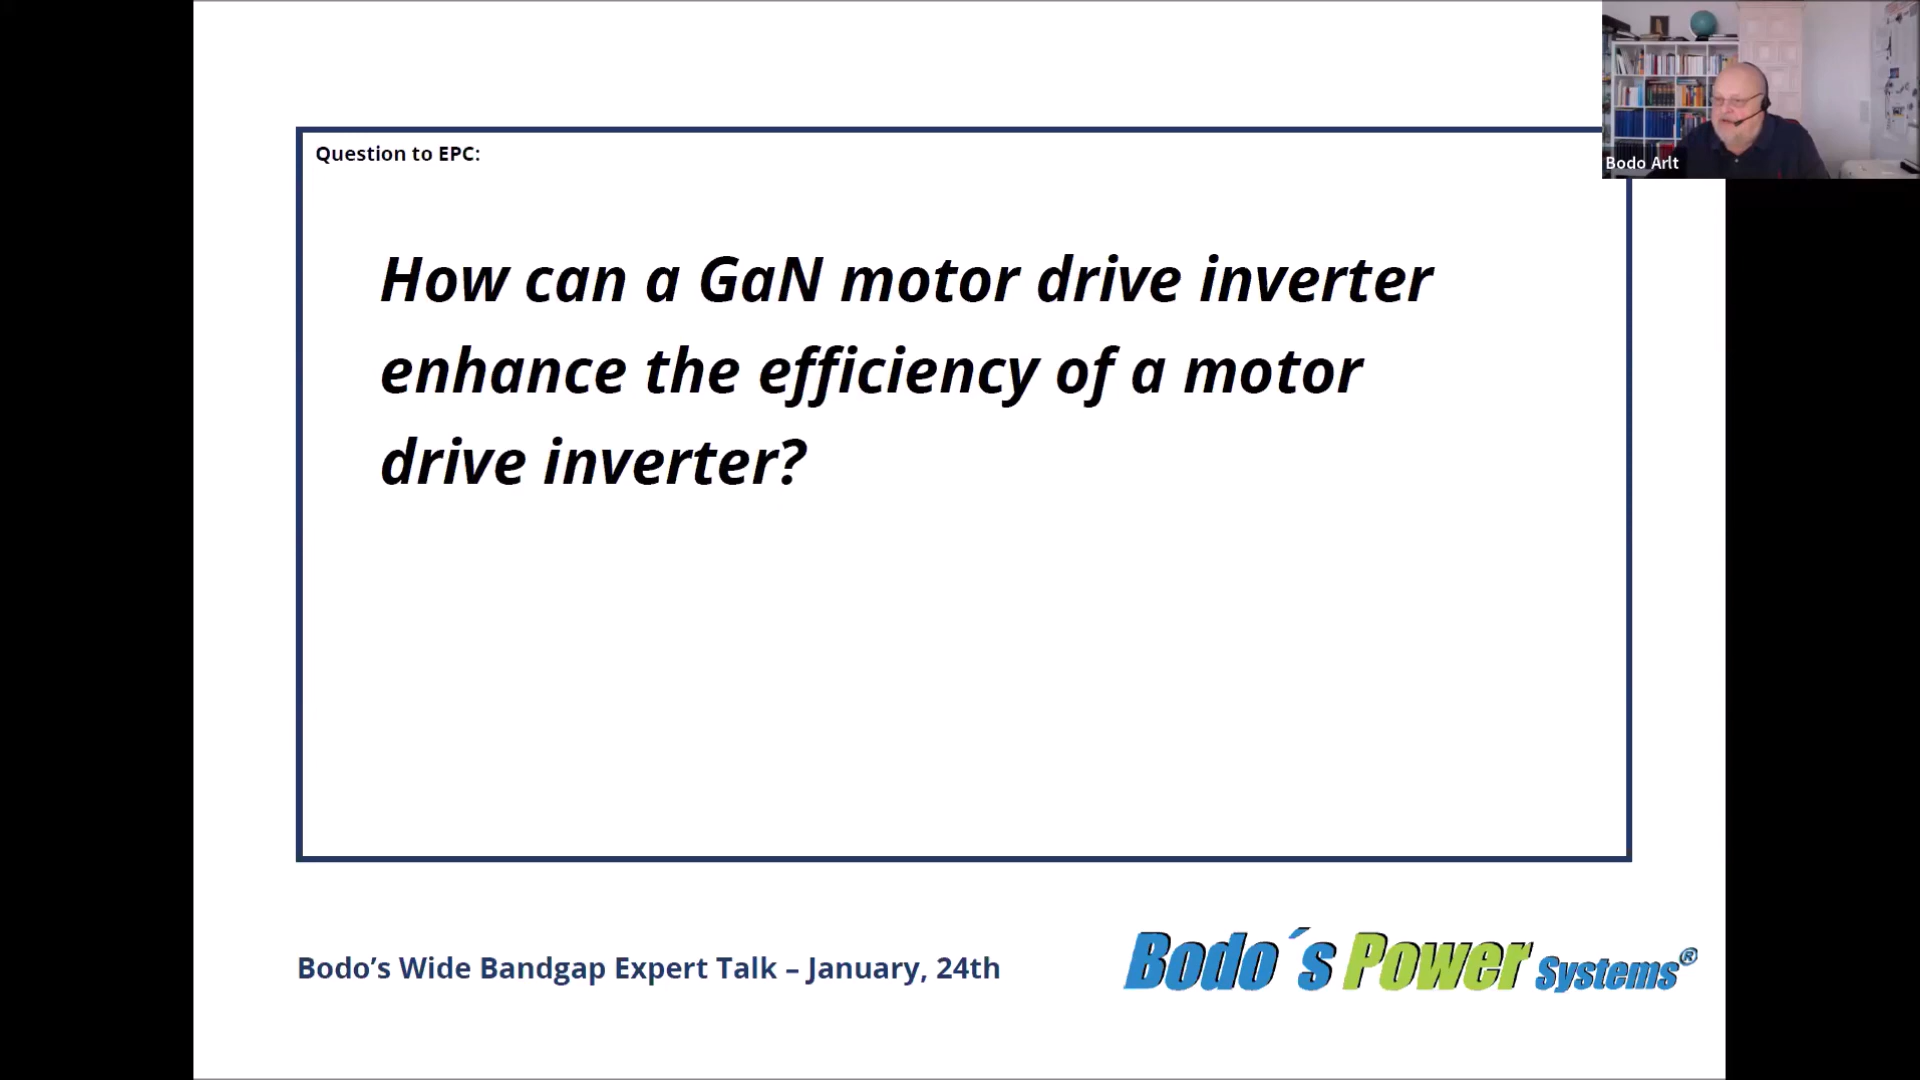 Question to EPC:
How can a GaN motor drive inverter
enhance the efficiency of a motor
drive inverter?
Bodo Arlt
Bodo’s Wide Bandgap Expert Talk – January, 24th
Bodo´s Power Systems®